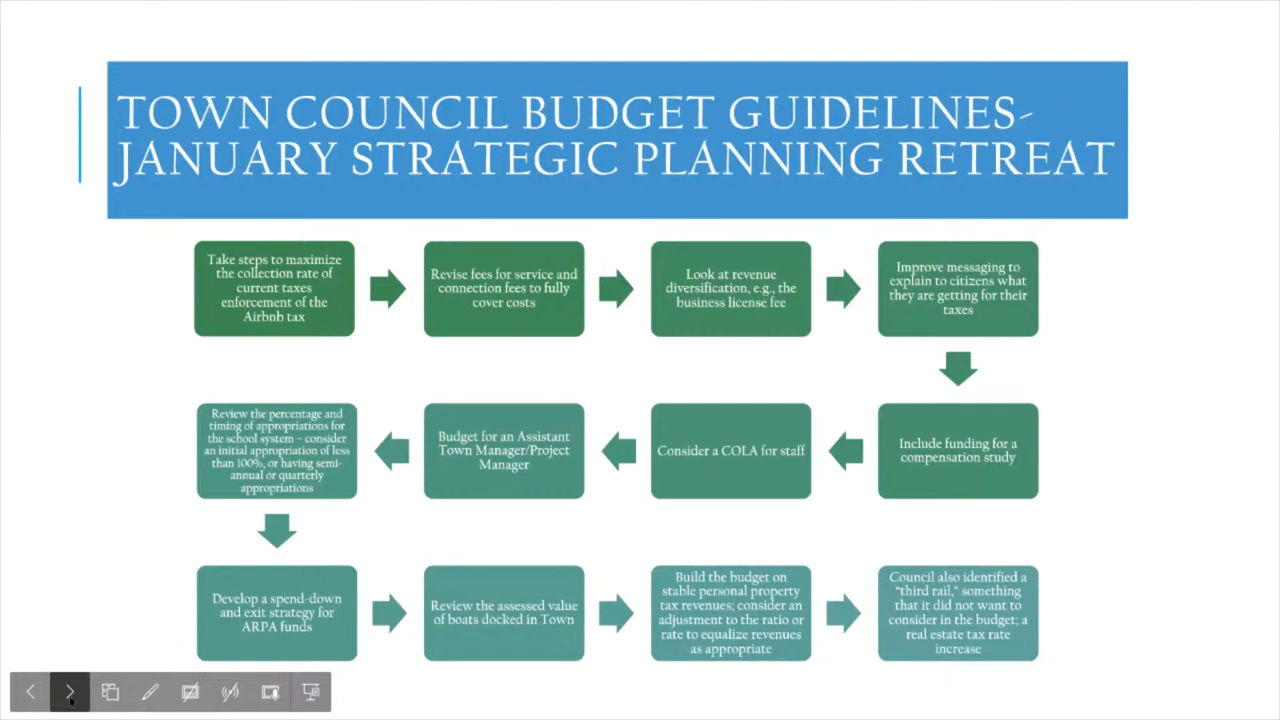 TOWN COUNCIL BUDGET GUIDELINES-
JANUARY STRATEGIC PLANNING RETREAT
Take steps to maximize
the collection rate of
current taxes
enforcement of the
Airbnb tax
Revise fees for service and
connection fees to fully
cover costs
Look at revenue
diversification, e.g., the
business license fee
Improve messaging to
explain to citizens what
they are getting for their
taxes
Include funding for a
compensation study
Consider a COLA for staff
Budget for an Assistant
Town Manager/Project
Manager
Review the percentage and
timing of appropriations for
the school system – consider
an initial appropriation of less
than 100%, or having semi-
annual or quarterly
appropriations
Develop a spend-down
and exit strategy for
ARPA funds
Review the assessed value
of boats docked in Town
Build the budget on
stable personal property
tax revenues; consider an
adjustment to the ratio or
rate to equalize revenues
as appropriate
Council also identified a
“third rail,” something
that it did not want to
consider in the budget; a
real estate tax rate
increase